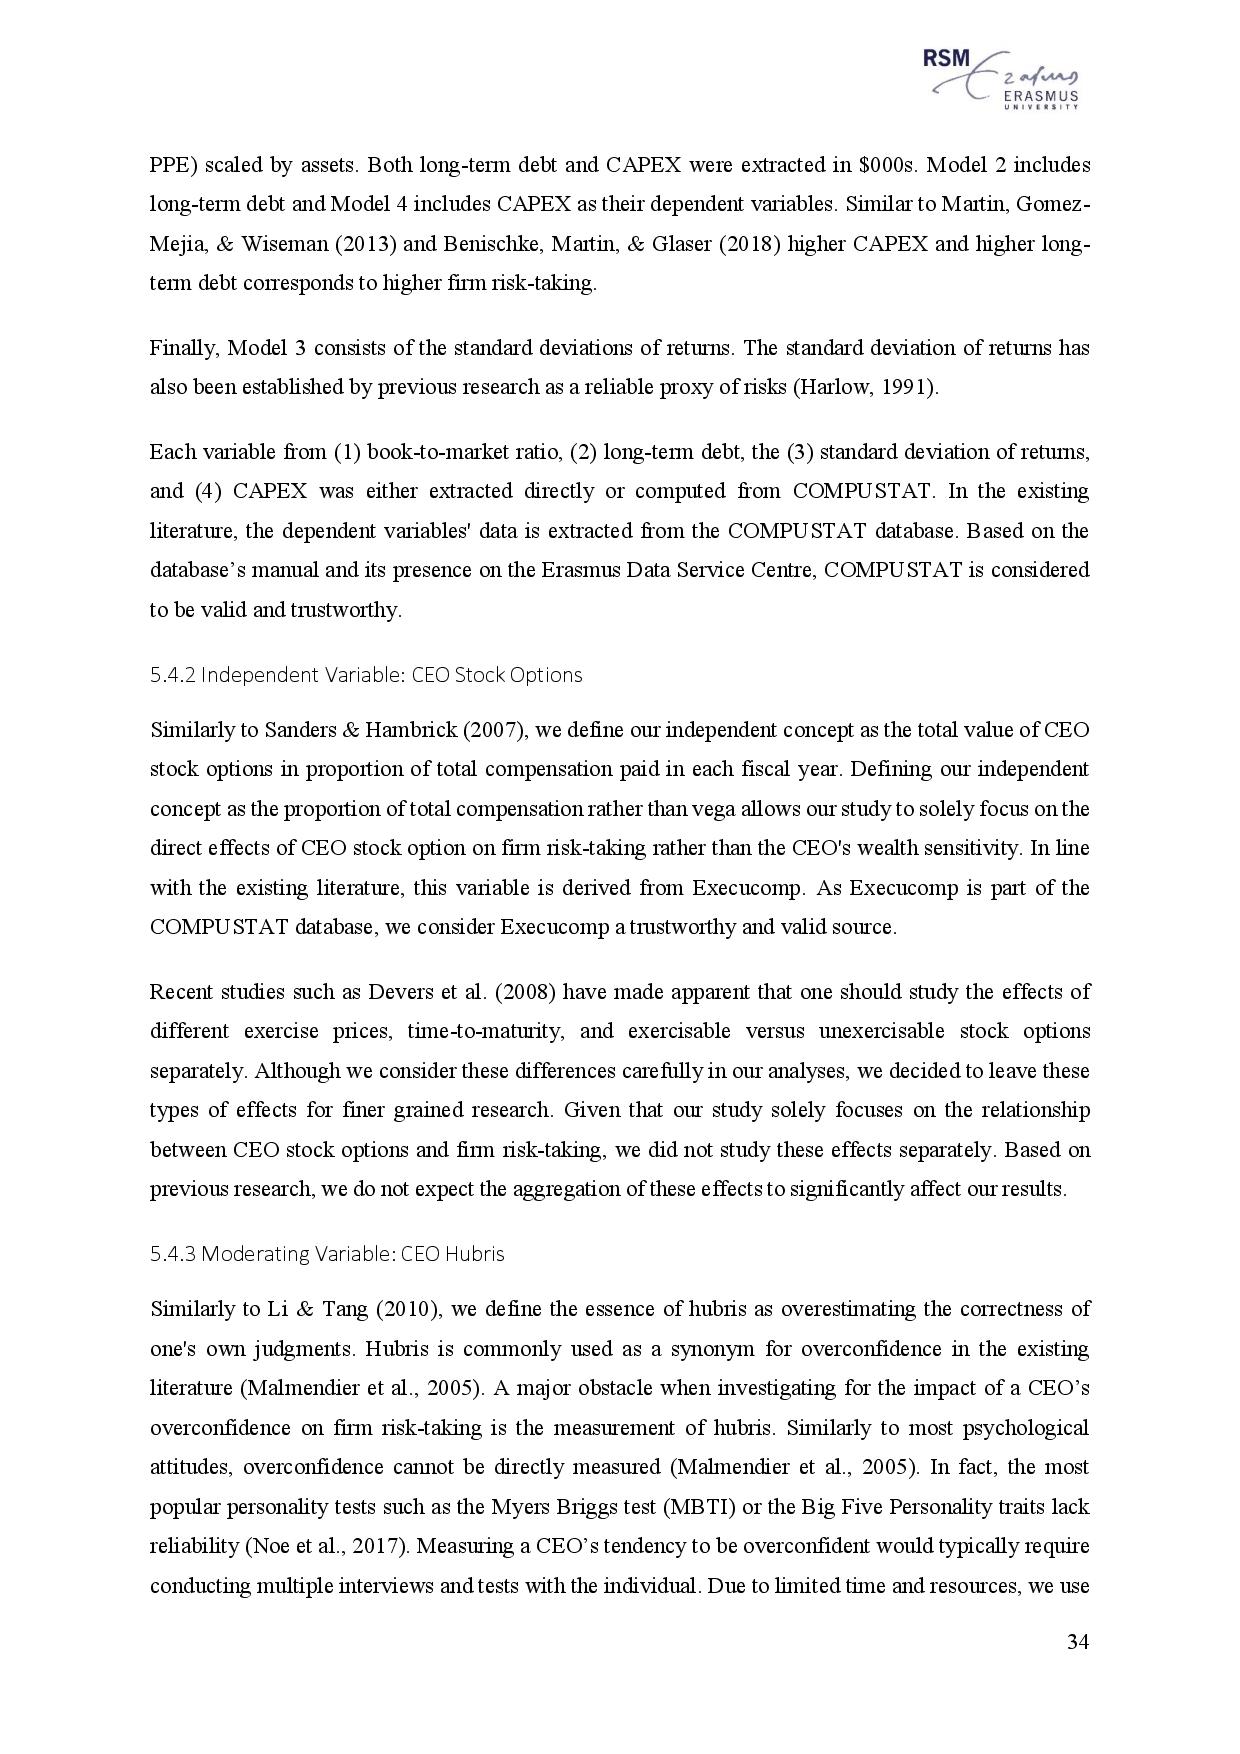 RSM
Erasmus
ERASMUS
UNIVERSITY
PPE) scaled by assets. Both long-term debt and CAPEX were extracted in $000s. Model 2 includes
long-term debt and Model 4 includes CAPEX as their dependent variables. Similar to Martin, Gomez-
Mejia, & Wiseman (2013) and Benischke, Martin, & Glaser (2018) higher CAPEX and higher long-
term debt corresponds to higher firm risk-taking.
Finally, Model 3 consists of the standard deviations of returns. The standard deviation of returns has
also been established by previous research as a reliable proxy of risks (Harlow, 1991).
Each variable from (1) book-to-market ratio, (2) long-term debt, the (3) standard deviation of returns,
and (4) CAPEX was either extracted directly or computed from COMPUSTAT. In the existing
literature, the dependent variables' data is extracted from the COMPUSTAT database. Based on the
database’s manual and its presence on the Erasmus Data Service Centre, COMPUSTAT is considered
to be valid and trustworthy.
5.4.2 Independent Variable: CEO Stock Options
Similarly to Sanders & Hambrick (2007), we define our independent concept as the total value of CEO
stock options in proportion of total compensation paid in each fiscal year. Defining our independent
concept as the proportion of total compensation rather than vega allows our study to solely focus on the
direct effects of CEO stock option on firm risk-taking rather than the CEO's wealth sensitivity. In line
with the existing literature, this variable is derived from Execucomp. As Execucomp is part of the
COMPUSTAT database, we consider Execucomp a trustworthy and valid source.
Recent studies such as Devers et al. (2008) have made apparent that one should study the effects of
different exercise prices, time-to-maturity, and exercisable versus unexercisable stock options
separately. Although we consider these differences carefully in our analyses, we decided to leave these
types of effects for finer grained research. Given that our study solely focuses on the relationship
between CEO stock options and firm risk-taking, we did not study these effects separately. Based on
previous research, we do not expect the aggregation of these effects to significantly affect our results.
5.4.3 Moderating Variable: CEO Hubris
Similarly to Li & Tang (2010), we define the essence of hubris as overestimating the correctness of
one's own judgments. Hubris is commonly used as a synonym for overconfidence in the existing
literature (Malmendier et al., 2005). A major obstacle when investigating for the impact of a CEO’s
overconfidence on firm risk-taking is the measurement of hubris. Similarly to most psychological
attitudes, overconfidence cannot be directly measured (Malmendier et al., 2005). In fact, the most
popular personality tests such as the Myers Briggs test (MBTI) or the Big Five Personality traits lack
reliability (Noe et al., 2017). Measuring a CEO’s tendency to be overconfident would typically require
conducting multiple interviews and tests with the individual. Due to limited time and resources, we use
34